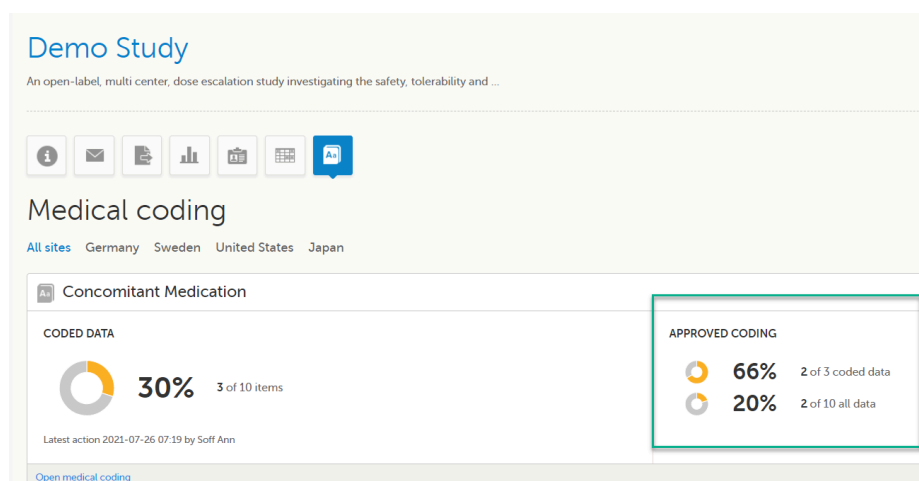 Demo Study
An open-label, multi center, dose escalation study investigating the safety, tolerability and ...
Aa
Medical coding
All sites Germany Sweden United States Japan
Aa Concomitant Medication
CODED DATA
30% 3 of 10 items
Latest action 2021-07-26 07:19 by Soff Ann
APPROVED CODING
66% 2 of 3 coded data
20% 2 of 10 all data
Open medical coding